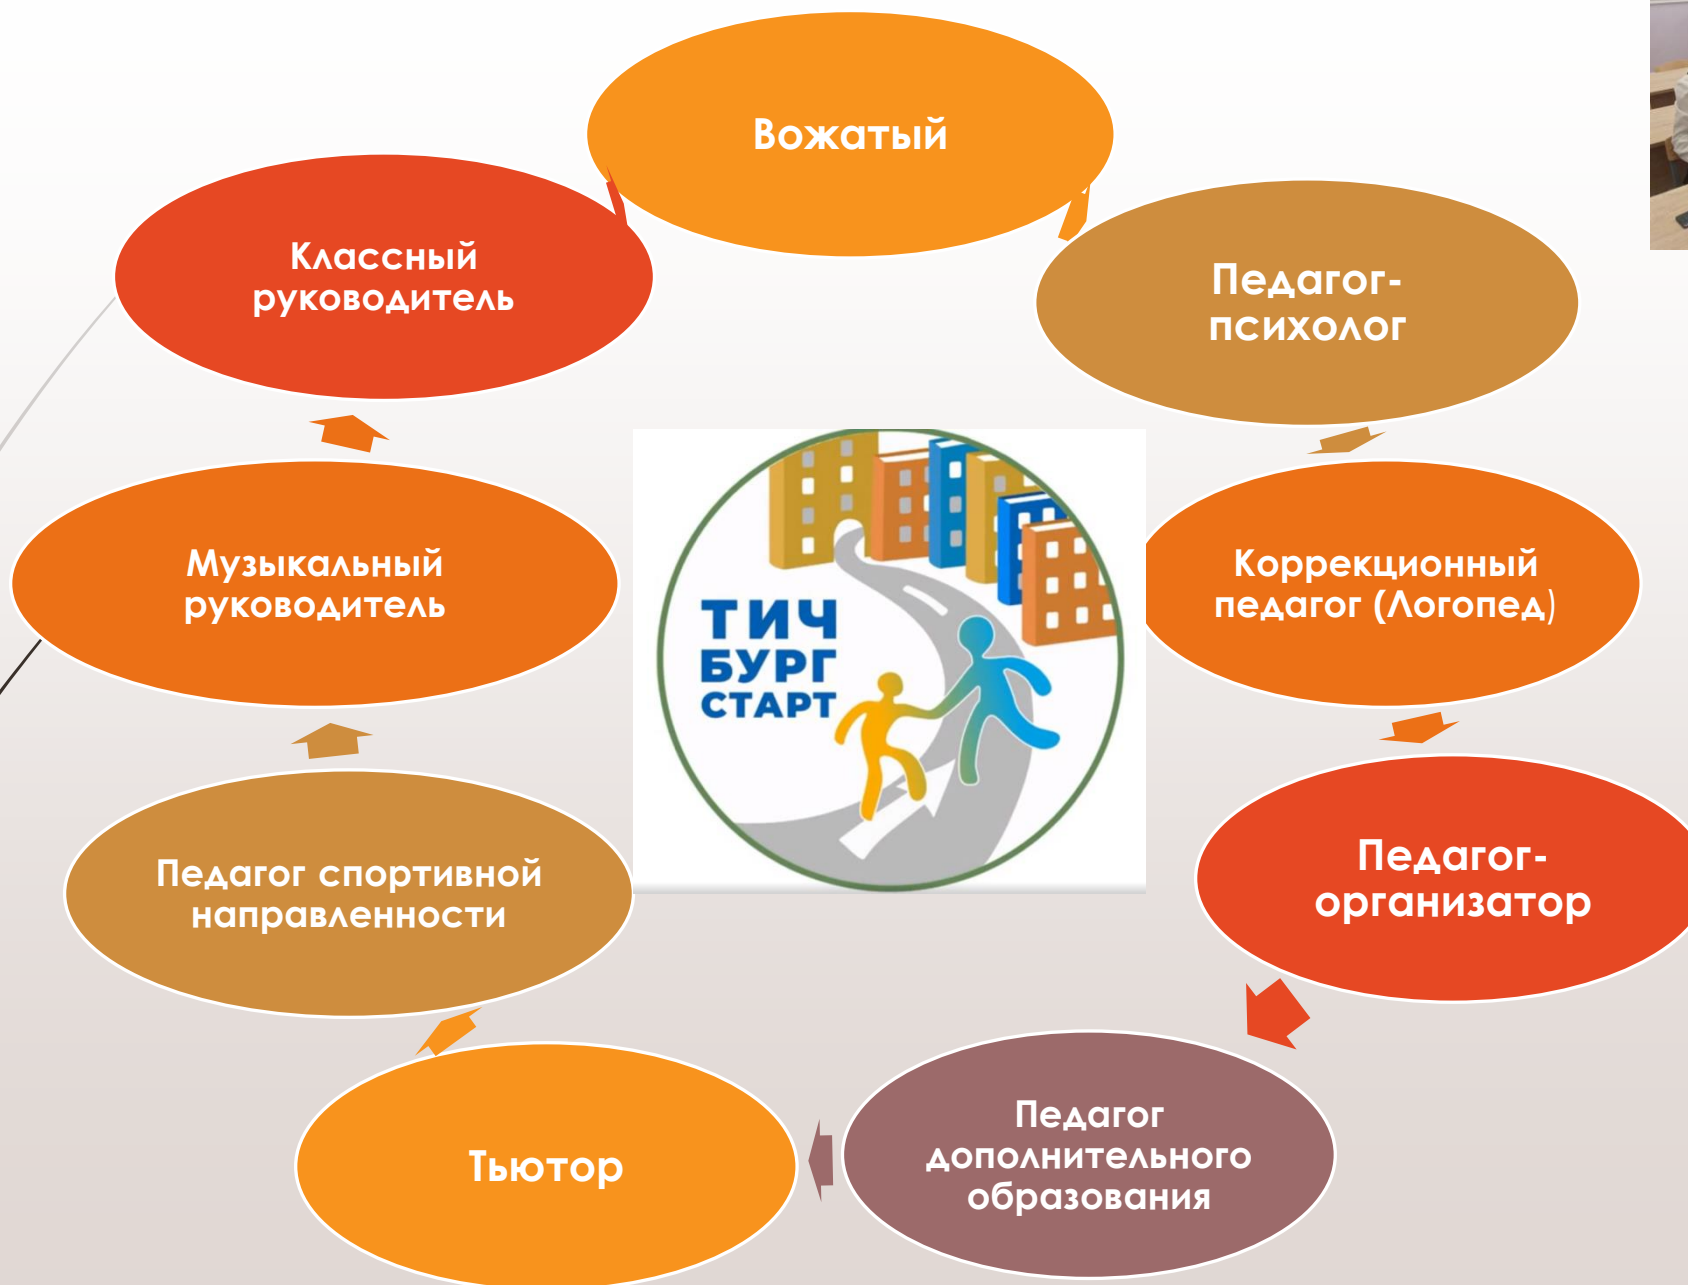 Вожатый
Педагог-
психолог
Коррекционный
педагог (Логопед)
Педагог-
организатор
Педагог
дополнительного
образования
Тьютор
Педагог спортивной
направленности
Музыкальный
руководитель
Классный
руководитель
ТИЧ
БУРГ
СТАРТ